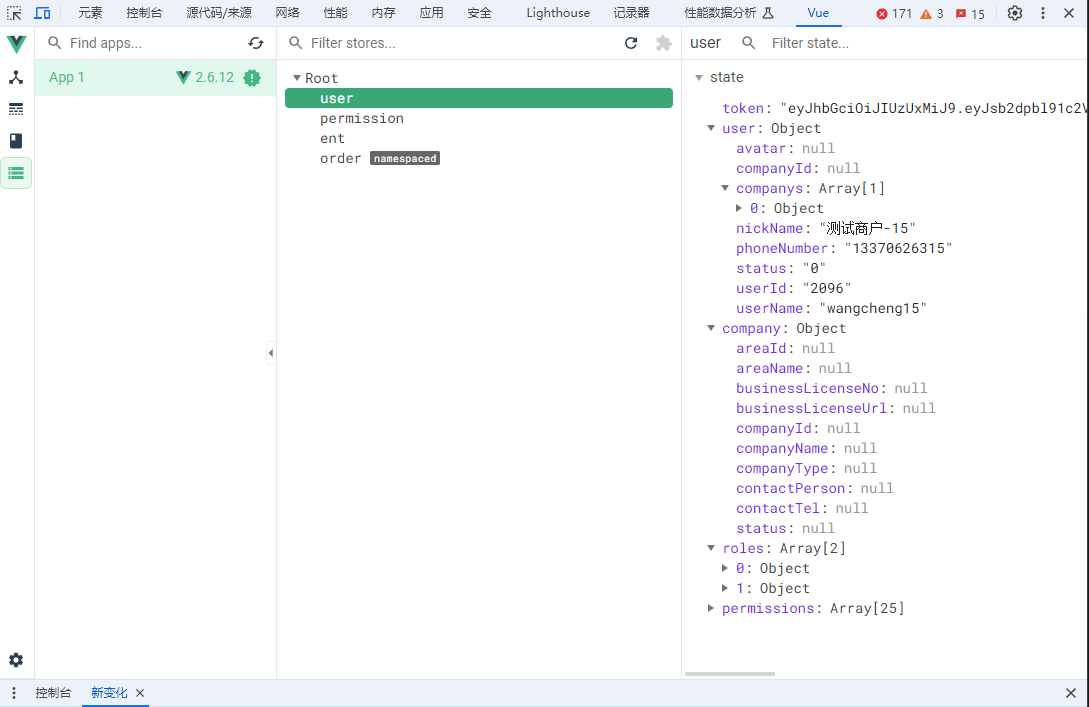 元素 控制台 源代码/来源 网络 性能 内存 应用 安全 Lighthouse 记录器 性能数据分析 Vue 171 3 15
Find apps... Filter stores... user Filter state...
App 1 2.6.12
Root
user
permission
ent
order namespaced
state
token: "eyJhbGciOiJIUzUxMiJ9.eyJsb2dpbl91c2V
user: Object
avatar: null
companyId: null
companys: Array[1]
0: Object
nickName: "测试商户-15"
phoneNumber: "13370626315"
status: "0"
userId: "2096"
userName: "wangcheng15"
company: Object
areaId: null
areaName: null
businessLicenseNo: null
businessLicenseUrl: null
companyId: null
companyName: null
companyType: null
contactPerson: null
contactTel: null
status: null
roles: Array[2]
0: Object
1: Object
permissions: Array[25]
控制台 新变化